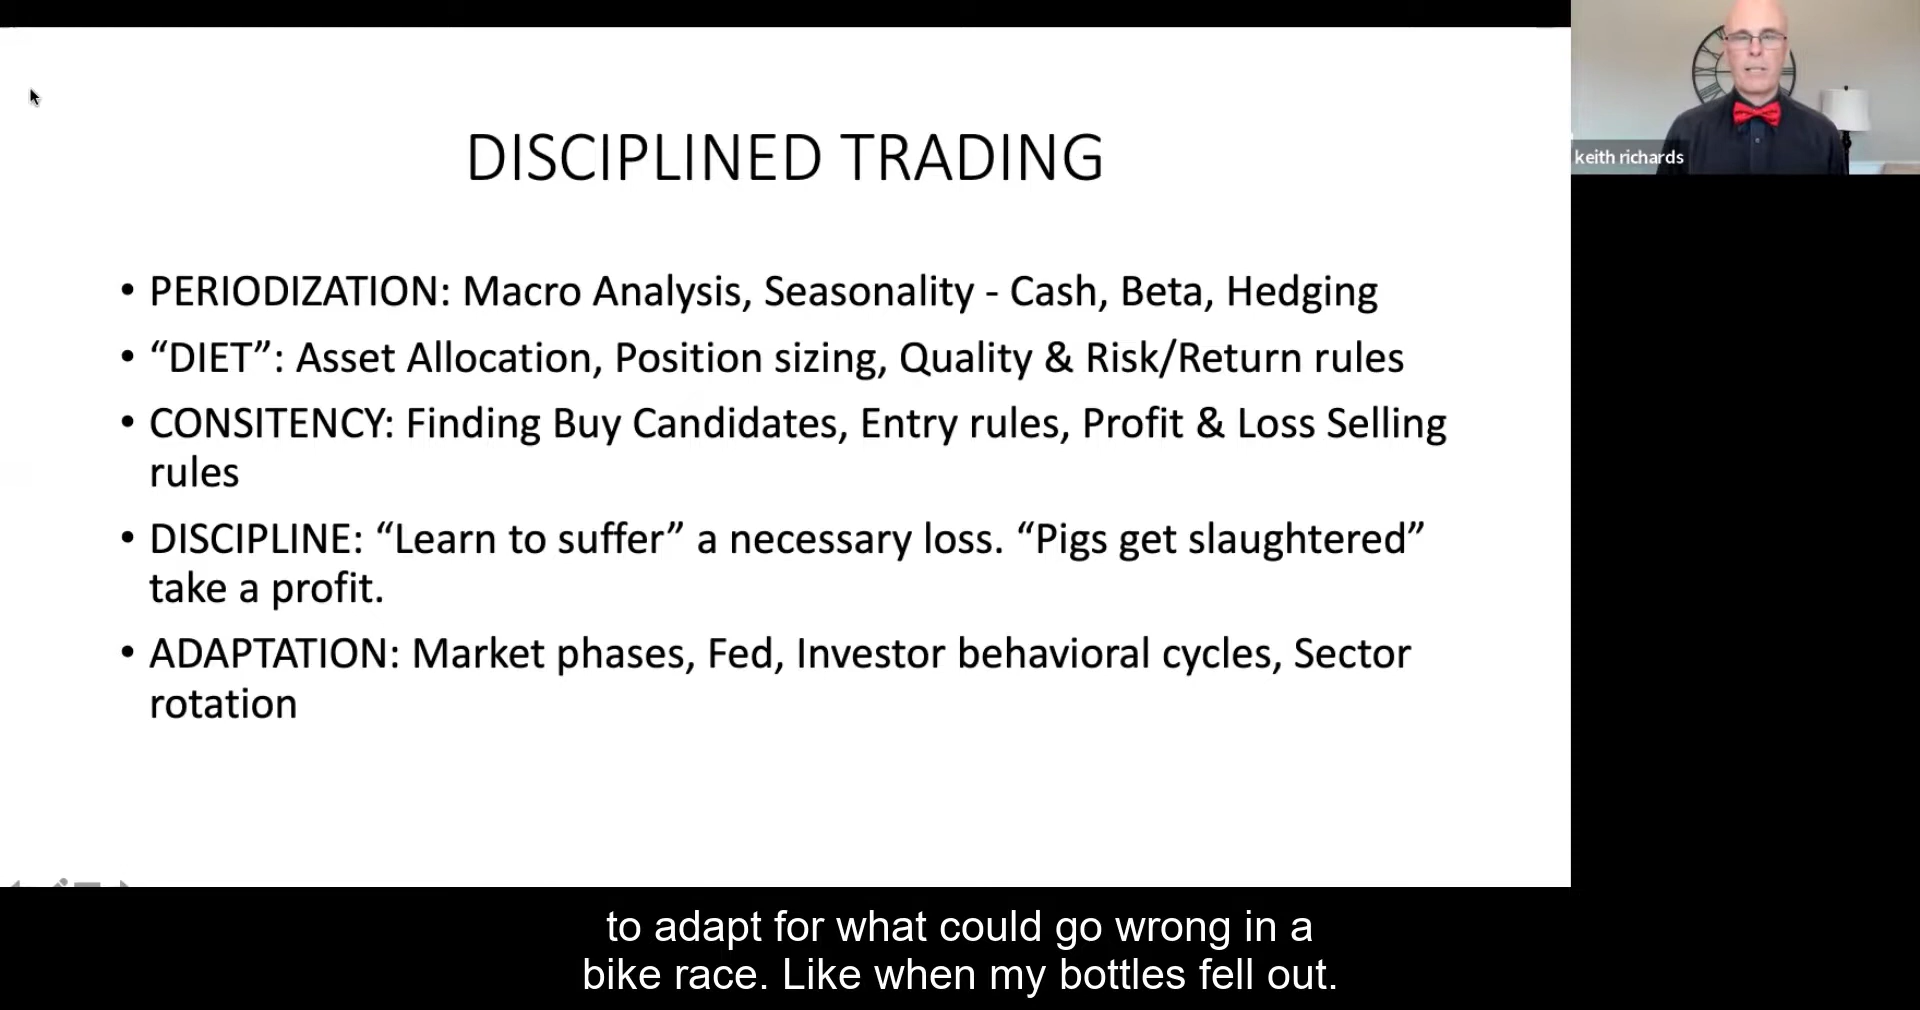 DISCIPLINED TRADING
• PERIODIZATION: Macro Analysis, Seasonality - Cash, Beta, Hedging
• “DIET”: Asset Allocation, Position sizing, Quality & Risk/Return rules
• CONSITENCY: Finding Buy Candidates, Entry rules, Profit & Loss Selling
rules
• DISCIPLINE: “Learn to suffer” a necessary loss. “Pigs get slaughtered”
take a profit.
• ADAPTATION: Market phases, Fed, Investor behavioral cycles, Sector
rotation
keith richards
to adapt for what could go wrong in a
bike race. Like when my bottles fell out.